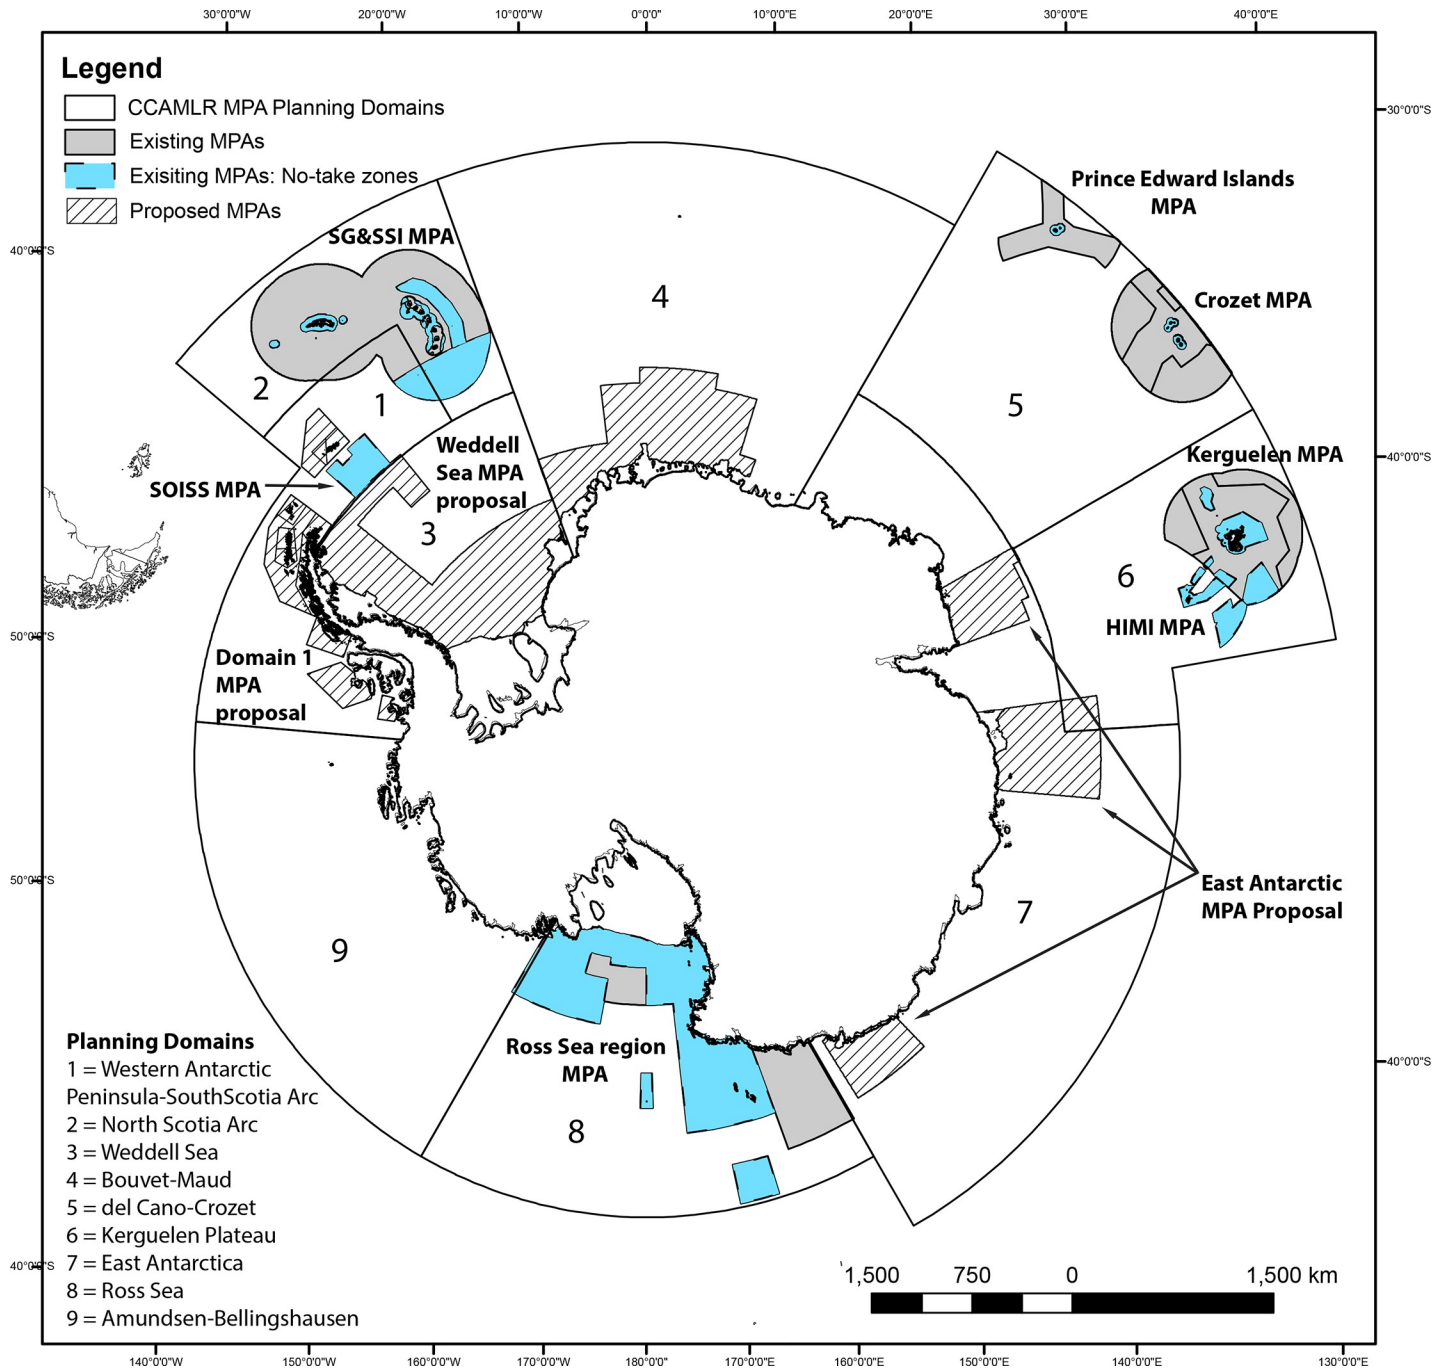 30°0'0"W 20°0'0"W 10°0'0"W 0°0'0" 10°0'0"E 20°0'0"E 30°0'0"E 40°0'0"E
Legend
CCAMLR MPA Planning Domains
Existing MPAs
Exisiting MPAs: No-take zones
Proposed MPAs
30°0'0"S
Prince Edward Islands
MPA
SG&SSI MPA
40°0'0"S
4
Crozet MPA
2
1
5
Weddell
Sea MPA
proposal
Kerguelen MPA
40°0'0"S
SOISS MPA
3
6
HIMI MPA
50°0'0"S
Domain 1
MPA
proposal
50°0'0"S
East Antarctic
MPA Proposal
7
9
Ross Sea region
MPA
40°0'0"S
8
Planning Domains
1 = Western Antarctic
Peninsula-SouthScotia Arc
2 = North Scotia Arc
3 = Weddell Sea
4 = Bouvet-Maud
5 = del Cano-Crozet
6 = Kerguelen Plateau
7 = East Antarctica
8 = Ross Sea
9 = Amundsen-Bellingshausen
40°0'0"S
1,500 750 0 1,500 km
140°0'0"W 150°0'0"W 160°0'0"W 170°0'0"W 180°0'0" 170°0'0"E 160°0'0"E 150°0'0"E 140°0'0"E 130°0'0"E